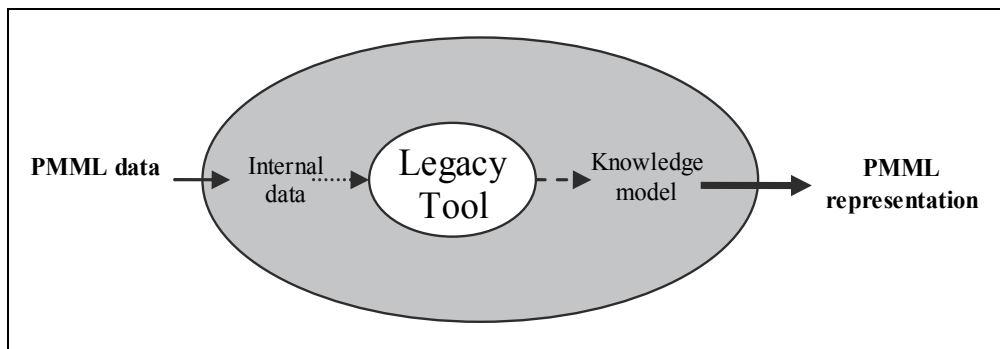 PMML data
Internal
data
Legacy
Tool
Knowledge
model
PMML
representation